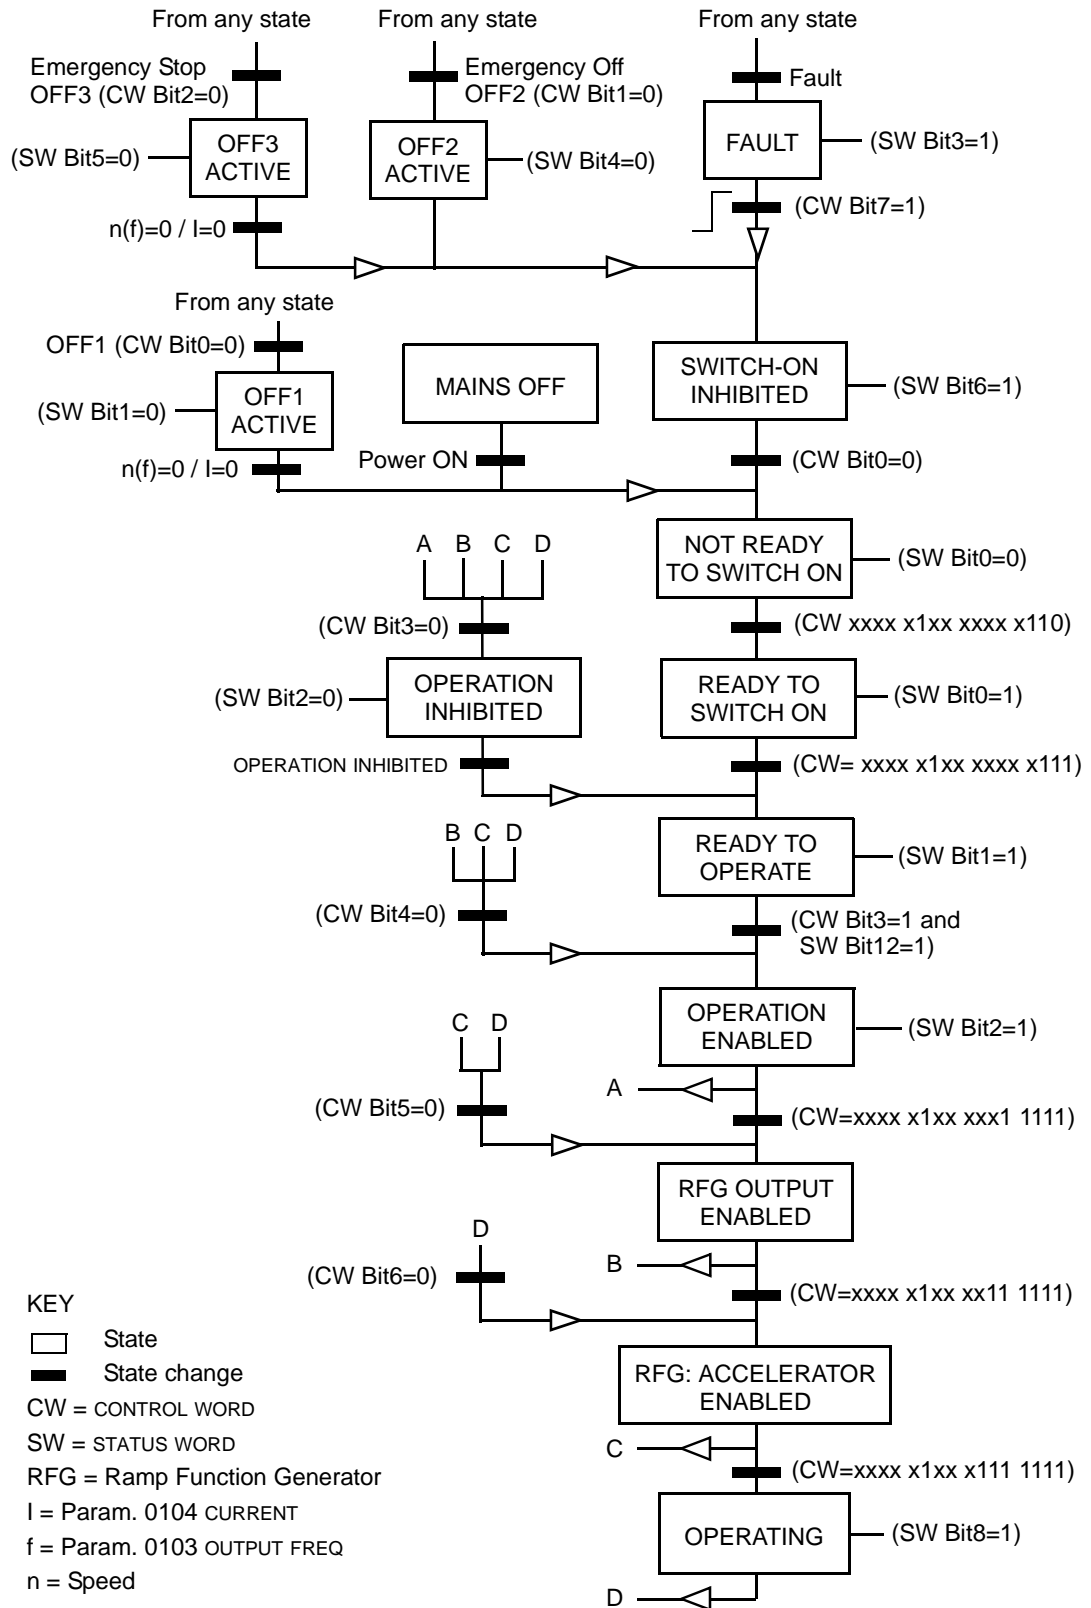 From any state
From any state
From any state
Emergency Stop
OFF3 (CW Bit2=0)
Emergency Off
OFF2 (CW Bit1=0)
Fault
(SW Bit5=0)
OFF3
ACTIVE
OFF2
ACTIVE
(SW Bit4=0)
FAULT
(SW Bit3=1)
n(f)=0 / I=0
(CW Bit7=1)
From any state
OFF1 (CW Bit0=0)
(SW Bit1=0)
OFF1
ACTIVE
MAINS OFF
SWITCH-ON
INHIBITED
(SW Bit6=1)
n(f)=0 / I=0
Power ON
(CW Bit0=0)
A B C D
NOT READY
TO SWITCH ON
(SW Bit0=0)
(CW Bit3=0)
(CW xxxx x1xx xxxx x110)
(SW Bit2=0)
OPERATION
INHIBITED
READY TO
SWITCH ON
(SW Bit0=1)
OPERATION INHIBITED
(CW= xxxx x1xx xxxx x111)
B C D
READY TO
OPERATE
(SW Bit1=1)
(CW Bit4=0)
(CW Bit3=1 and
SW Bit12=1)
C D
OPERATION
ENABLED
(SW Bit2=1)
A
(CW Bit5=0)
(CW=xxxx x1xx xxx1 1111)
RFG OUTPUT
ENABLED
D
B
(CW Bit6=0)
(CW=xxxx x1xx xx11 1111)
RFG: ACCELERATOR
ENABLED
C
(CW=xxxx x1xx x111 1111)
OPERATING
(SW Bit8=1)
D
KEY
State
State change
CW = CONTROL WORD
SW = STATUS WORD
RFG = Ramp Function Generator
I = Param. 0104 CURRENT
f = Param. 0103 OUTPUT FREQ
n = Speed